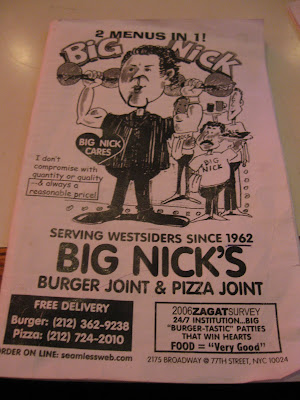 2 MENUS IN 1!
BIG NICK
BIG NICK
CARES
I don't
compromise with
quantity or quality
~& always a
reasonable price!
BIG
NICK
SERVING WESTSIDERS SINCE 1962
BIG NICK'S
BURGER JOINT & PIZZA JOINT
FREE DELIVERY
Burger: (212) 362-9238
Pizza: (212) 724-2010
ORDER ON LINE: seamlessweb.com
2006 ZAGATSURVEY
24/7 INSTITUTION...BIG
"BURGER-TASTIC" PATTIES
THAT WIN HEARTS
FOOD = "Very Good"
2175 BROADWAY @ 77TH STREET, NYC 10024